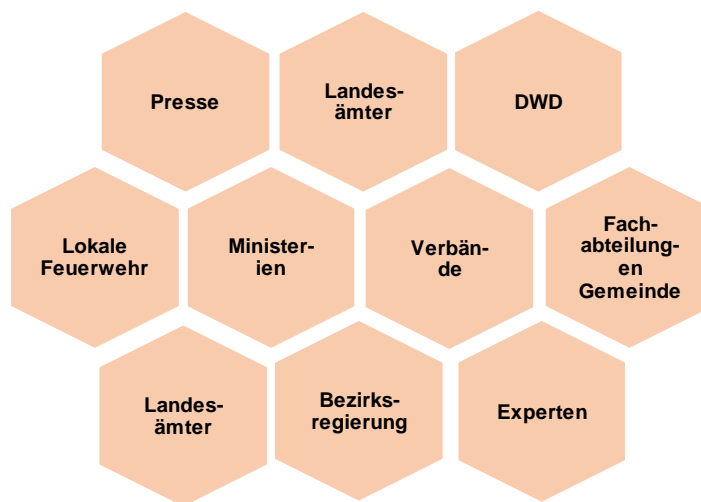 Presse
Landes-
ämter
DWD
Lokale
Feuerwehr
Minister-
ien
Verbän-
de
Fach-
abteilung-
en
Gemeinde
Landes-
ämter
Bezirks-
regierung
Experten